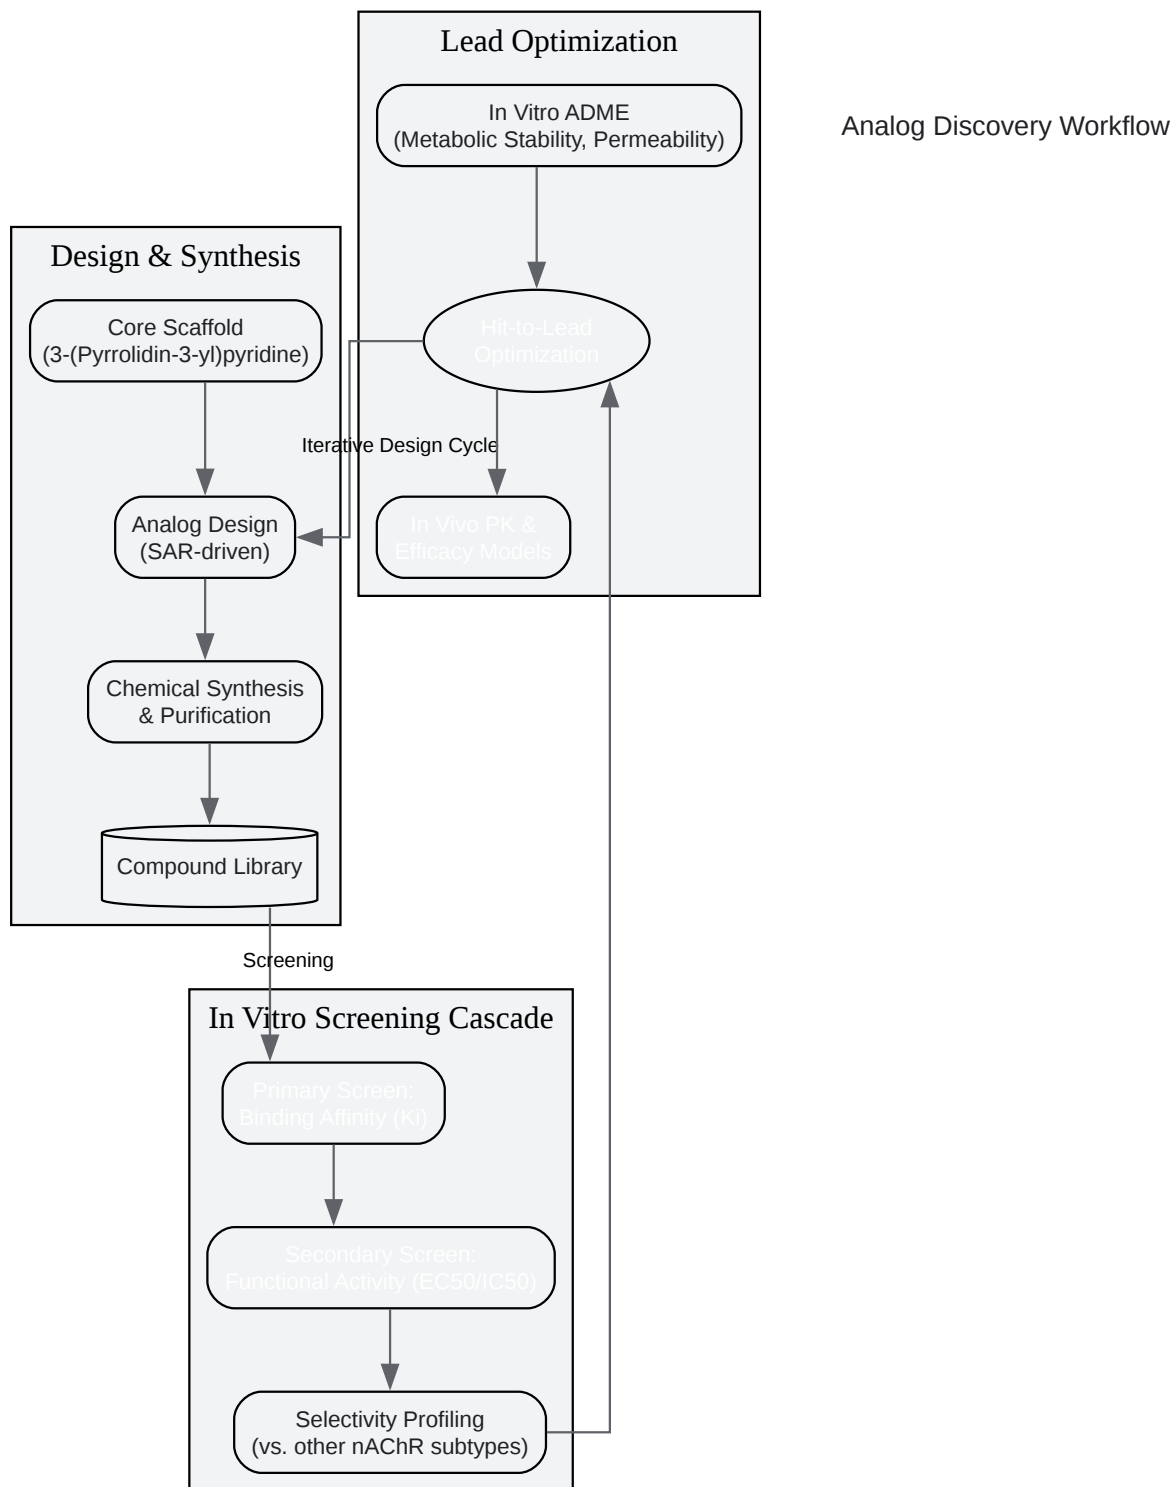 Lead Optimization
In Vitro ADME
(Metabolic Stability, Permeability)
Analog Discovery Workflow
Design & Synthesis
Core Scaffold
(3-(Pyrrolidin-3-yl)pyridine)
Hit-to-Lead
Optimization
Iterative Design Cycle
Analog Design
(SAR-driven)
In Vivo PK &
Efficacy Models
Chemical Synthesis
& Purification
Compound Library
Screening
In Vitro Screening Cascade
Primary Screen:
Binding Affinity (Ki)
Secondary Screen:
Functional Activity (EC50/IC50)
Selectivity Profiling
(vs. other nAChR subtypes)